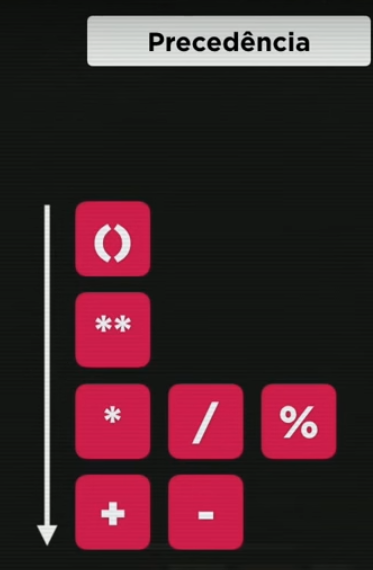 Precedência
()
**
* / %
+ -